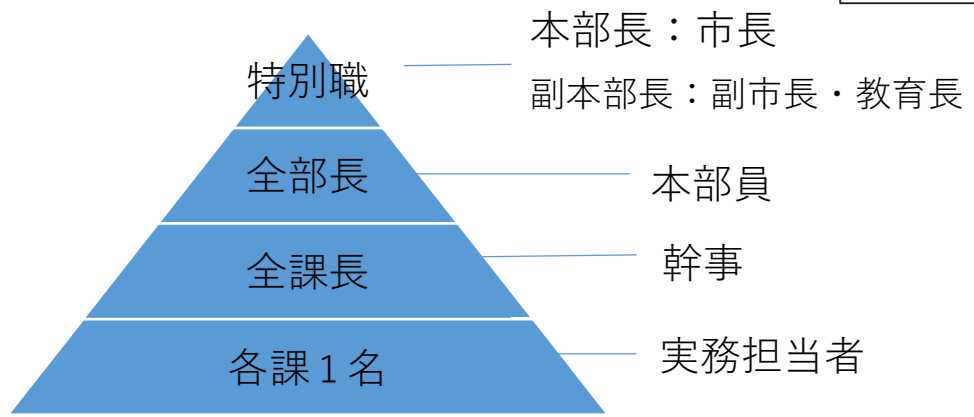 本部長：市長
特別職
副本部長：副市長・教育長
全部長
本部員
全課長
幹事
各課１名
実務担当者